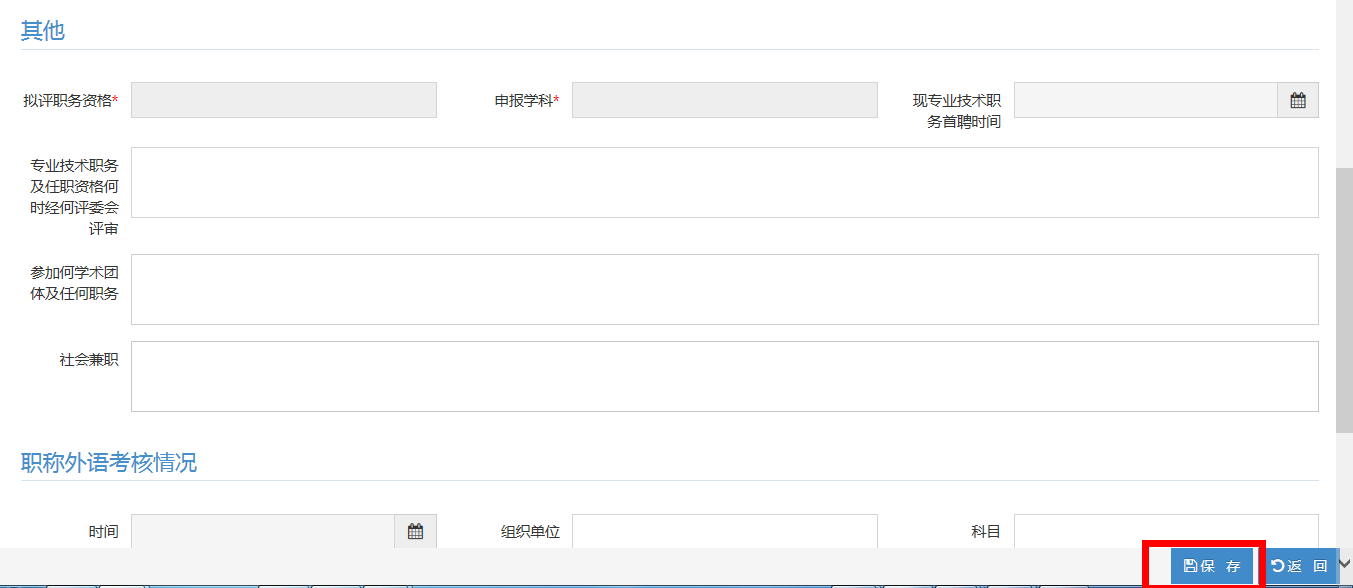 其他
拟评职务资格*
申报学科*
现专业技术职
务首聘时间
专业技术职务
及任职资格何
时经何评委会
评审
参加何学术团
体及任何职务
社会兼职
职称外语考核情况
时间
组织单位
科目
保 存
返 回